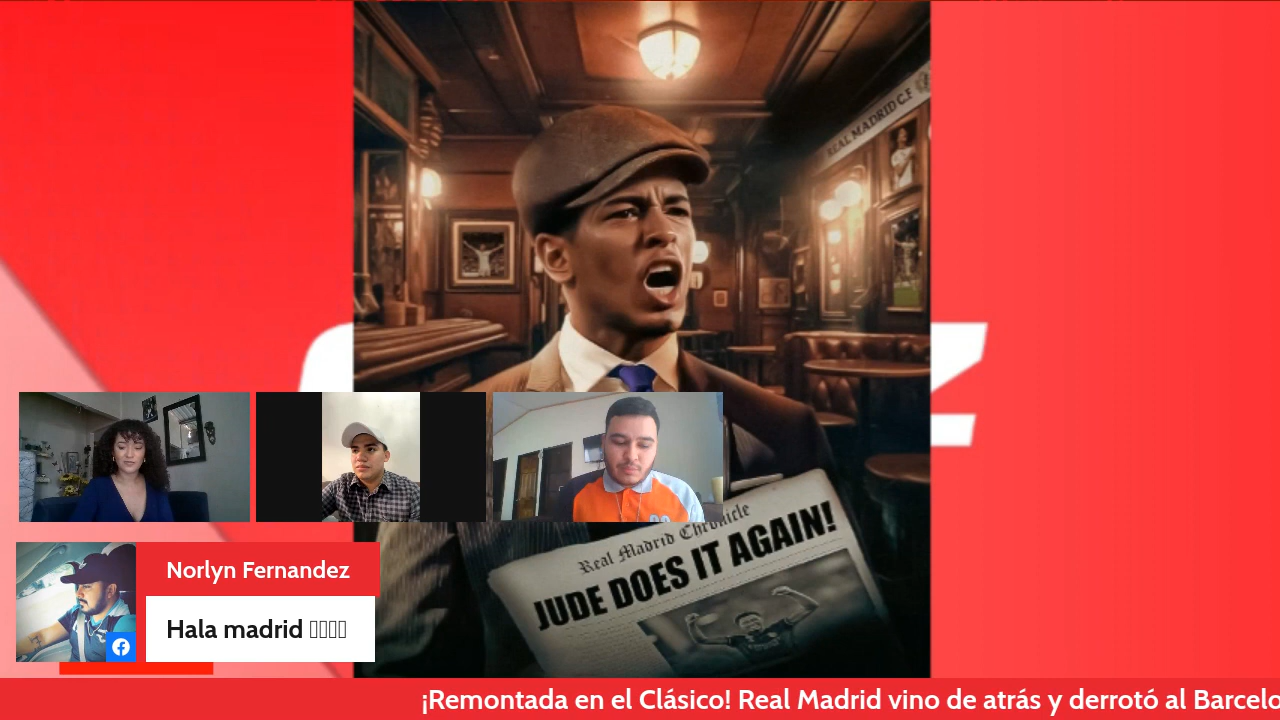 REAL MADRID C.F
Real Madrid Chronicle
JUDE DOES IT AGAIN!
Norlyn Fernandez
Hala madrid
¡Remontada en el Clásico! Real Madrid vino de atrás y derrotó al Barcelo